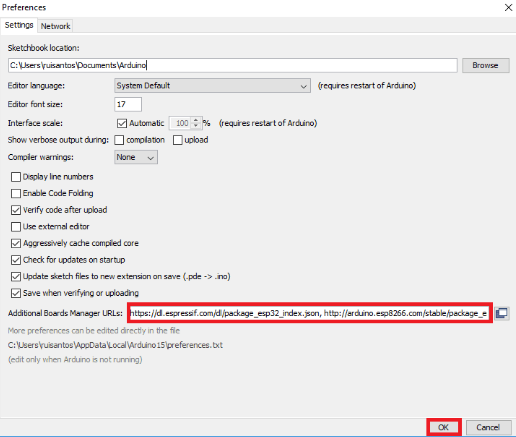 Preferences
Settings Network
Sketchbook location:
C:\Users\ruisantos\Documents\Arduino
Browse
Editor language: System Default (requires restart of Arduino)
Editor font size: 17
Interface scale: Automatic 100 % (requires restart of Arduino)
Show verbose output during: compilation upload
Compiler warnings: None
Display line numbers
Enable Code Folding
Verify code after upload
Use external editor
Aggressively cache compiled core
Check for updates on startup
Update sketch files to new extension on save (.pde -> .ino)
Save when verifying or uploading
Additional Boards Manager URLs: https://dl.espressif.com/dl/package_esp32_index.json, http://arduino.esp8266.com/stable/package_e
More preferences can be edited directly in the file
C:\Users\ruisantos\AppData\Local\Arduino15\preferences.txt
(edit only when Arduino is not running)
OK Cancel